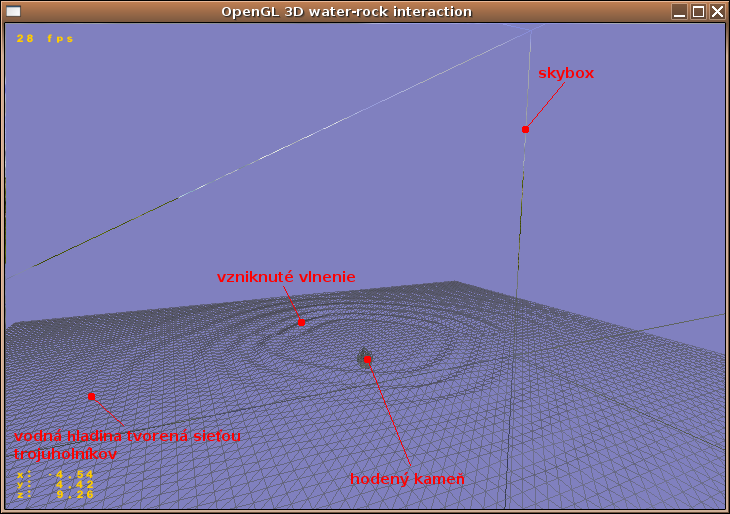 OpenGL 3D water-rock interaction
28 fps
skybox
vzniknuté vlnenie
vodná hladina tvorená sieťou
trojuholníkov
x: -4.54
y: 4.42
z: 9.26
hodený kameň